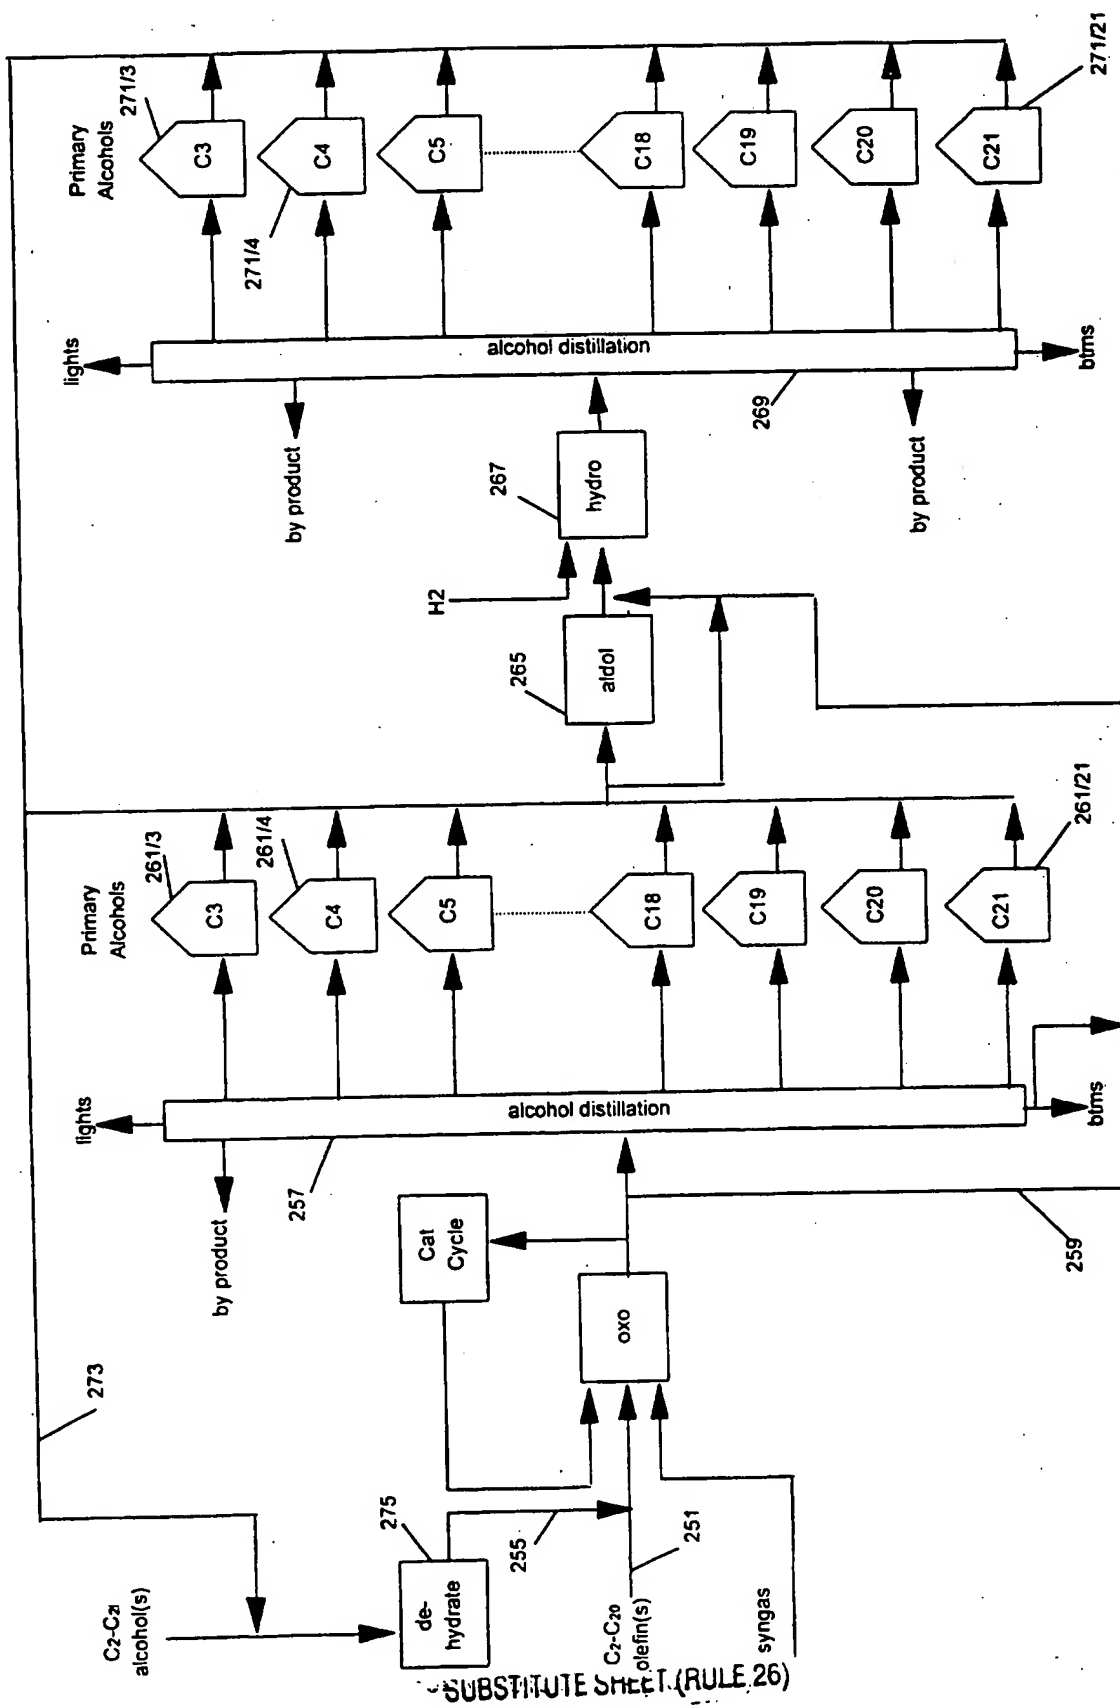 C2-C21
alcohol(s)
273
de-
hydrate
275
255
C2-C20
olefin(s)
251
syngas
oxo
Cat
Cycle
259
by product
lights
257
alcohol distillation
btms
Primary
Alcohols
C3
261/3
C4
261/4
C5
C18
C19
C20
C21
261/21
265
aldol
H2
267
hydro
by product
lights
alcohol distillation
269
by product
btms
Primary
Alcohols
C3
271/3
C4
271/4
C5
C18
C19
C20
C21
271/21
SUBSTITUTE SHEET (RULE 26)